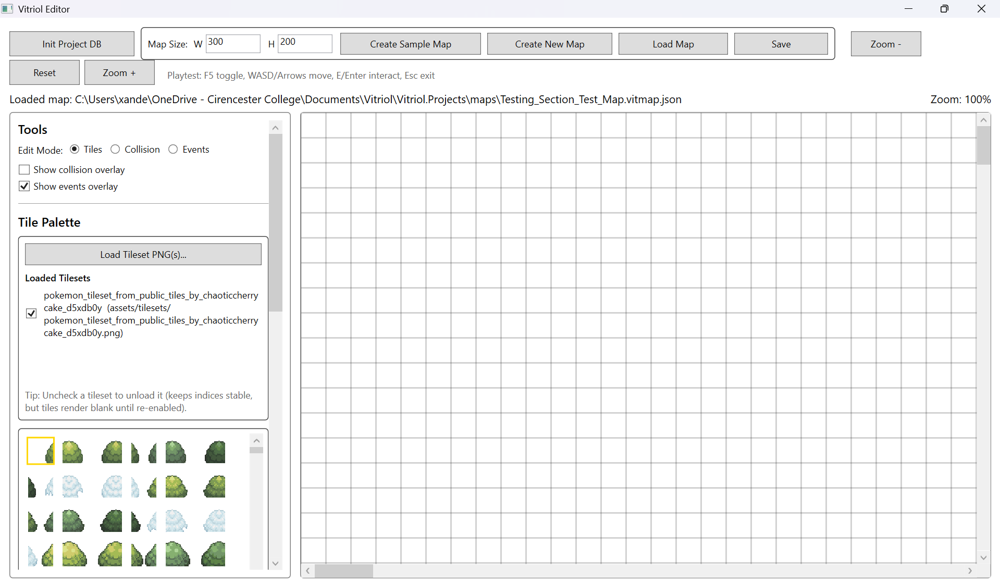 Vitriol Editor
Init Project DB
Map Size: W 300 H 200
Create Sample Map
Create New Map
Load Map
Save
Zoom -
Reset
Zoom +
Playtest: F5 toggle, WASD/Arrows move, E/Enter interact, Esc exit
Loaded map: C:\Users\xande\OneDrive - Cirencester College\Documents\Vitriol\Vitriol.Projects\maps\Testing_Section_Test_Map.vitmap.json
Zoom: 100%
Tools
Edit Mode: Tiles Collision Events
Show collision overlay
Show events overlay
Tile Palette
Load Tileset PNG(s)...
Loaded Tilesets
pokemon_tileset_from_public_tiles_by_chaoticcherry
cake_d5xdb0y (assets/tilesets/
pokemon_tileset_from_public_tiles_by_chaoticcherry
cake_d5xdb0y.png)
Tip: Uncheck a tileset to unload it (keeps indices stable,
but tiles render blank until re-enabled).